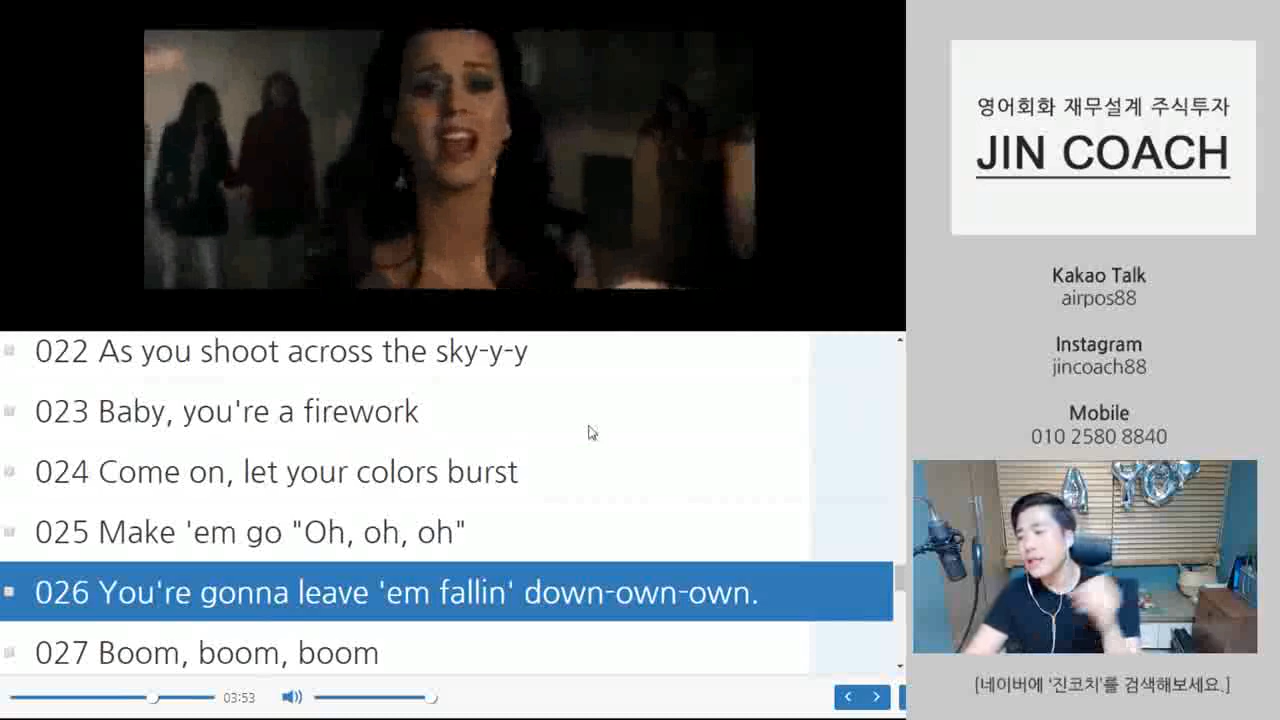 022 As you shoot across the sky-y-y
023 Baby, you're a firework
024 Come on, let your colors burst
025 Make 'em go "Oh, oh, oh"
026 You're gonna leave 'em fallin' down-own-own.
027 Boom, boom, boom
03:53
영어회화 재무설계 주식투자
JIN COACH
Kakao Talk
airpos88
Instagram
jincoach88
Mobile
010 2580 8840
A YO
[네이버에 '진코치'를 검색해보세요.]